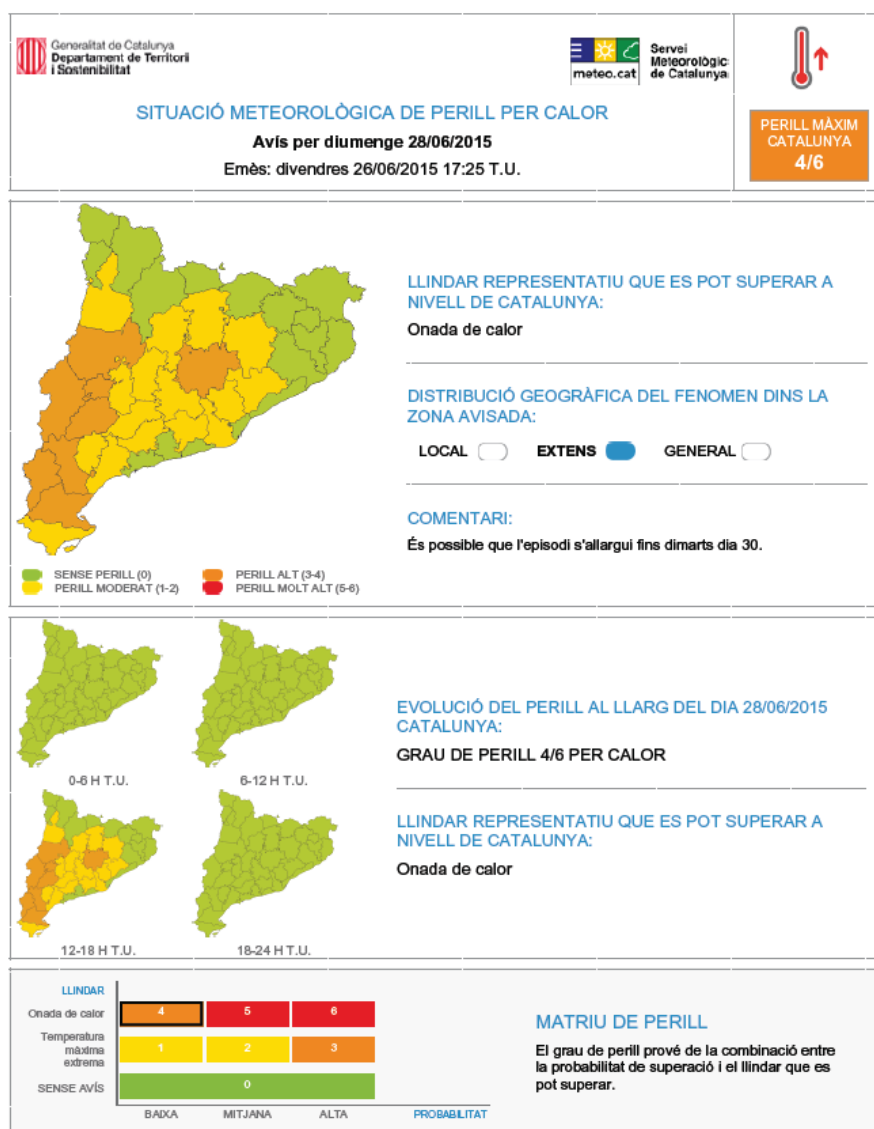 Generalitat de Catalunya
Departament de Territori
i Sostenibilitat
meteo.cat
Servei
Meteorològic
de Catalunya
SITUACIÓ METEOROLÒGICA DE PERILL PER CALOR
Avís per diumenge 28/06/2015
Emès: divendres 26/06/2015 17:25 T.U.
PERILL MÀXIM
CATALUNYA
4/6
LLINDAR REPRESENTATIU QUE ES POT SUPERAR A
NIVELL DE CATALUNYA:
Onada de calor
DISTRIBUCIÓ GEOGRÀFICA DEL FENOMEN DINS LA
ZONA AVISADA:
LOCAL EXTENS GENERAL
COMENTARI:
És possible que l'episodi s'allargui fins dimarts dia 30.
SENSE PERILL (0) PERILL ALT (3-4)
PERILL MODERAT (1-2) PERILL MOLT ALT (5-6)
0-6 H T.U. 6-12 H T.U.
12-18 H T.U. 18-24 H T.U.
EVOLUCIÓ DEL PERILL AL LLARG DEL DIA 28/06/2015
CATALUNYA:
GRAU DE PERILL 4/6 PER CALOR
LLINDAR REPRESENTATIU QUE ES POT SUPERAR A
NIVELL DE CATALUNYA:
Onada de calor
LLINDAR
Onada de calor 4 5 6
Temperatura
màxima
extrema 1 2 3
SENSE AVÍS 0
BAIXA MITJANA ALTA PROBABILITAT
MATRIU DE PERILL
El grau de perill prové de la combinació entre
la probabilitat de superació i el llindar que es
pot superar.